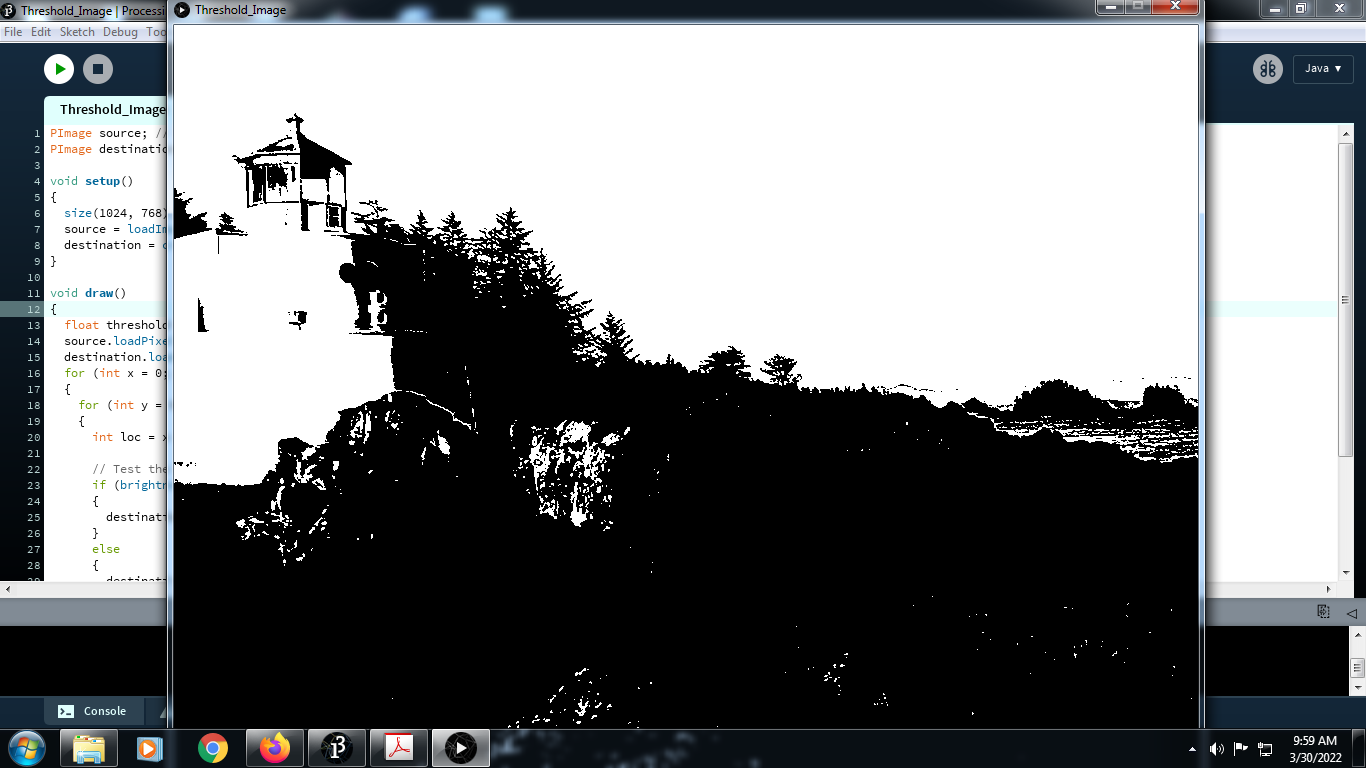 Threshold_Image | Processi
Threshold_Image
File Edit Sketch Debug Too
Java ▾
Threshold_Image
1 PImage source; //
2 PImage destinatio
3
4 void setup()
5 {
6 size(1024, 768)
7 source = loadIm
8 destination = c
9 }
10
11 void draw()
12 {
13 float threshold
14 source.loadPixe
15 destination.loa
16 for (int x = 0;
17 {
18 for (int y =
19 {
20 int loc = x
21
22 // Test the
23 if (brightn
24 {
25 destinati
26 }
27 else
28 {
destinati
Console
9:59 AM
3/30/2022